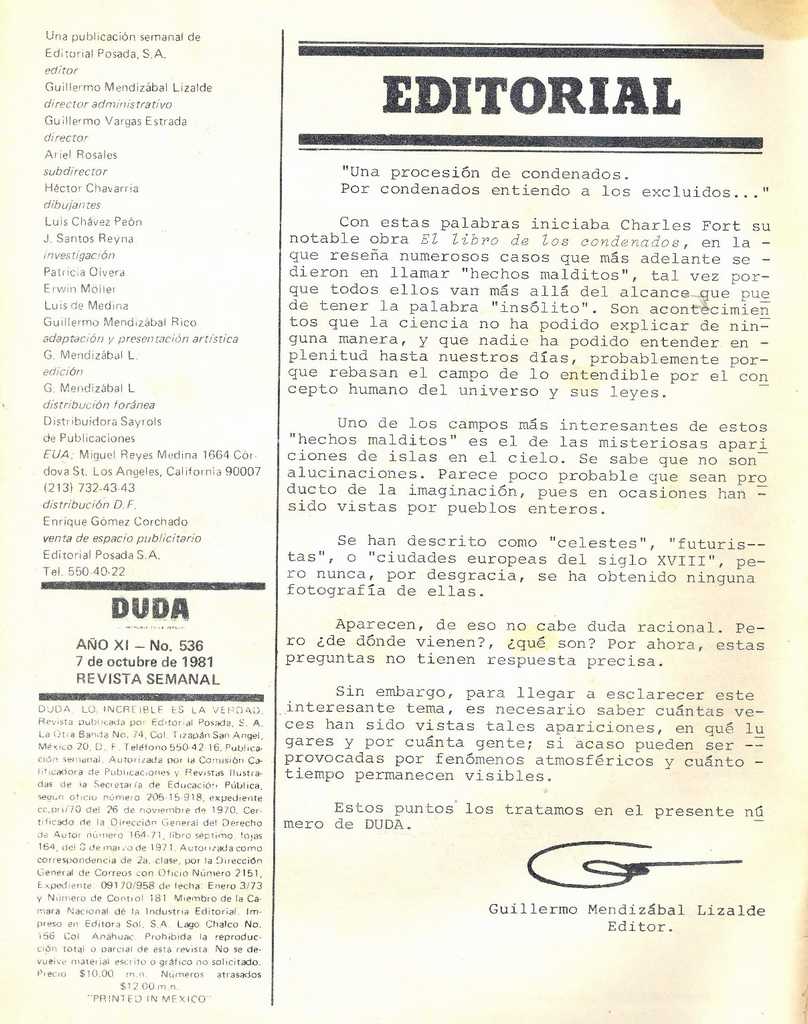 Una publicación semanal de
Editorial Posada, S.A.
editor
Guillermo Mendizábal Lizalde
director administrativo
Guillermo Vargas Estrada
director
Ariel Rosales
subdirector
Héctor Chavarria
dibujantes
Luis Chávez Peón
J. Santos Reyna
investigación
Patricia Olvera
Erwin Möller
Luis de Medina
Guillermo Mendizábal Rico
adaptación y presentación artística
G. Mendizábal L.
edición
G. Mendizábal L
distribución foránea
Distribuidora Sayrols
de Publicaciones
EUA: Miguel Reyes Medina 1664 Cór-
dova St. Los Angeles, California 90007
(213) 732-43-43
distribución D.F.
Enrique Gómez Corchado
venta de espacio publicitario
Editorial Posada S.A.
Tel. 550-40-22
DUDA
AÑO XI – No. 536
7 de octubre de 1981
REVISTA SEMANAL
DUDA, LO INCREIBLE ES LA VERDAD.
Revista publicada por Editorial Posada, S. A.
La Otra Banda No. 74, Col. Tizapán San Angel,
México 20, D. F. Teléfono 550-42-16. Publica-
ción semanal. Autorizada por la Comisión Ca-
lificadora de Publicaciones y Revistas Ilustra-
das de la Secretaría de Educación Pública,
según oficio número 205-15-918, expediente
cc,pri/70 del 26 de noviembre de 1970. Cer-
tificado de la Dirección General del Derecho
de Autor número 164-71, libro séptimo, fojas
164, del 8 de marzo de 1971. Autorizada como
correspondencia de 2a. clase, por la Dirección
General de Correos con Oficio Número 2151,
Expediente: 09170/958 de fecha: Enero 3/73
y Número de Control 181. Miembro de la Cá-
mara Nacional de la Industria Editorial. Im-
preso en Editora Sol, S.A. Lago Chalco No.
156 Col. Anáhuac. Prohibida la reproduc-
ción total o parcial de esta revista. No se de-
vuelve material escrito o gráfico no solicitado.
Precio $10.00 m.n. Números atrasados
$12.00 m.n.
"PRINTED IN MEXICO"
EDITORIAL
"Una procesión de condenados.
Por condenados entiendo a los excluidos..."
Con estas palabras iniciaba Charles Fort su
notable obra El libro de los condenados, en la -
que reseña numerosos casos que más adelante se -
dieron en llamar "hechos malditos", tal vez por-
que todos ellos van más allá del alcance que pue
de tener la palabra "insólito". Son acontecimien
tos que la ciencia no ha podido explicar de nin-
guna manera, y que nadie ha podido entender en -
plenitud hasta nuestros días, probablemente por-
que rebasan el campo de lo entendible por el con
cepto humano del universo y sus leyes.
Uno de los campos más interesantes de estos
"hechos malditos" es el de las misteriosas apari
ciones de islas en el cielo. Se sabe que no son
alucinaciones. Parece poco probable que sean pro
ducto de la imaginación, pues en ocasiones han -
sido vistas por pueblos enteros.
Se han descrito como "celestes", "futuris--
tas", o "ciudades europeas del siglo XVIII", pe-
ro nunca, por desgracia, se ha obtenido ninguna
fotografía de ellas.
Aparecen, de eso no cabe duda racional. Pe-
ro ¿de dónde vienen?, ¿qué son? Por ahora, estas
preguntas no tienen respuesta precisa.
Sin embargo, para llegar a esclarecer este
interesante tema, es necesario saber cuántas ve-
ces han sido vistas tales apariciones, en qué lu
gares y por cuánta gente; si acaso pueden ser --
provocadas por fenómenos atmosféricos y cuánto -
tiempo permanecen visibles.
Estos puntos los tratamos en el presente nú
mero de DUDA.
Guillermo Mendizábal Lizalde
Editor.